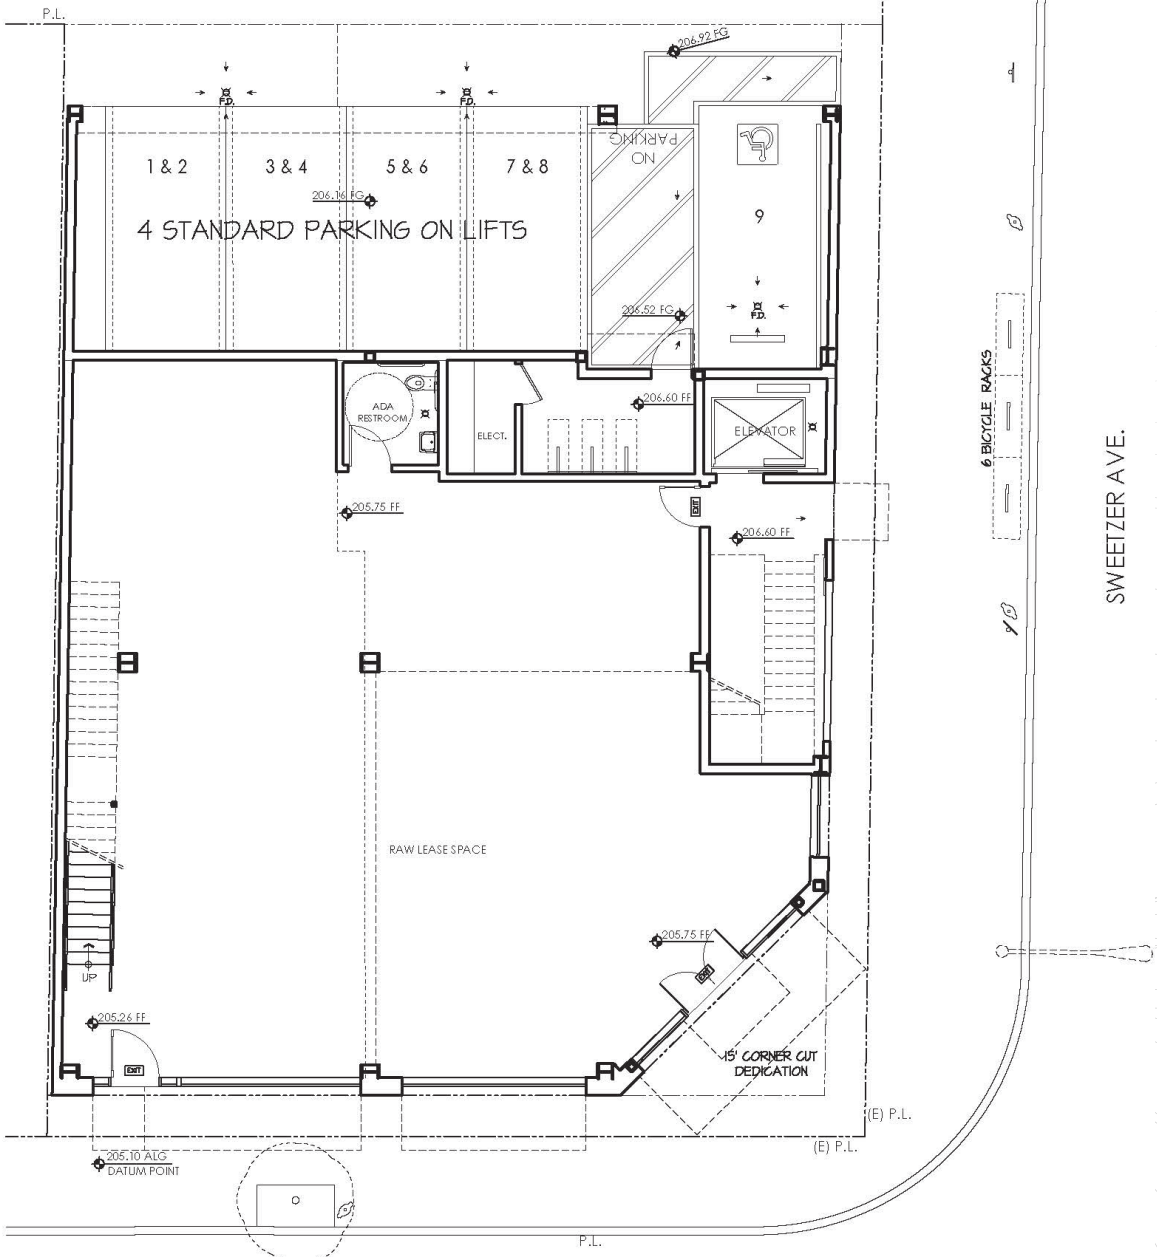 P.L.
206.92 FG
F.D.
F.D.
NO
PARKING
1 & 2
3 & 4
5 & 6
7 & 8
206.16 FG
9
4 STANDARD PARKING ON LIFTS
206.52 FG
F.D.
6 BICYCLE RACKS
SWEETZER AVE.
ADA
RESTROOM
206.60 FF
ELECT.
ELEVATOR
205.75 FF
EXIT
206.60 FF
RAW LEASE SPACE
205.75 FF
EXIT
UP
205.26 FF
EXIT
15' CORNER CUT
DEDICATION
(E) P.L.
(E) P.L.
205.10 ALG
DATUM POINT
P.L.